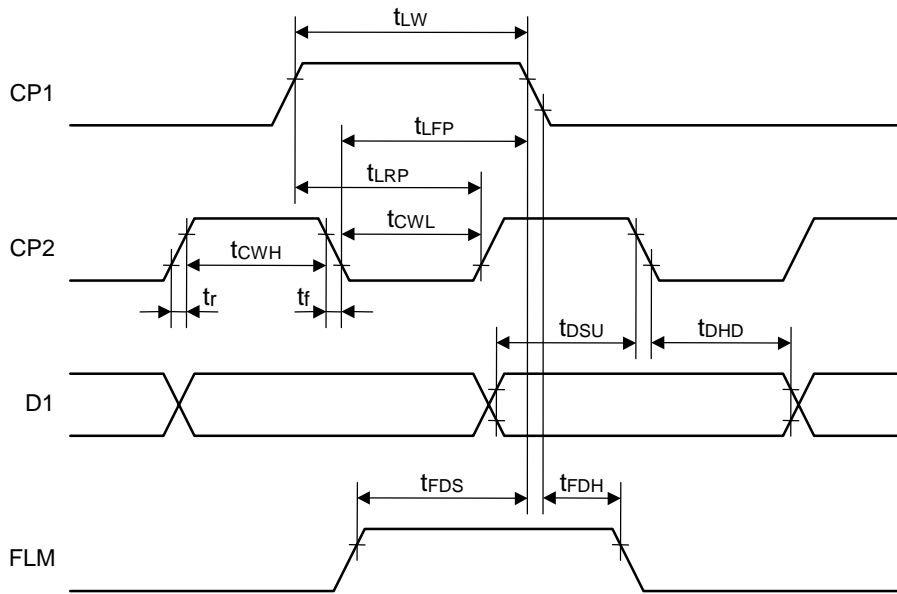 tLW
CP1
tLFP
tLRP
CP2
tCWH
tCWL
tr
tf
tDSU
tDHD
D1
tFDS
tFDH
FLM